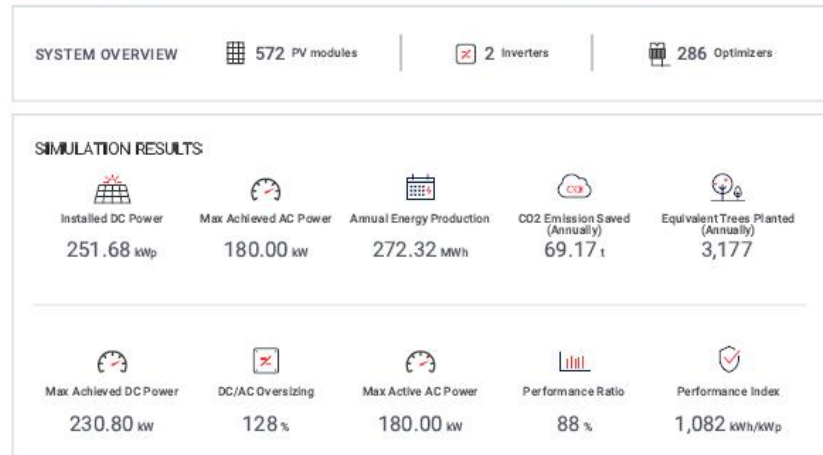 SYSTEM OVERVIEW 572 PV modules 2 Inverters 286 Optimizers
SIMULATION RESULTS
CO2
Installed DC Power Max Achieved AC Power Annual Energy Production CO2 Emission Saved (Annually) Equivalent Trees Planted (Annually)
251.68 kWp 180.00 kW 272.32 MWh 69.17 t 3,177
Max Achieved DC Power DC/AC Oversizing Max Active AC Power Performance Ratio Performance Index
230.80 kW 128 % 180.00 kW 88 % 1,082 kWh/kWp